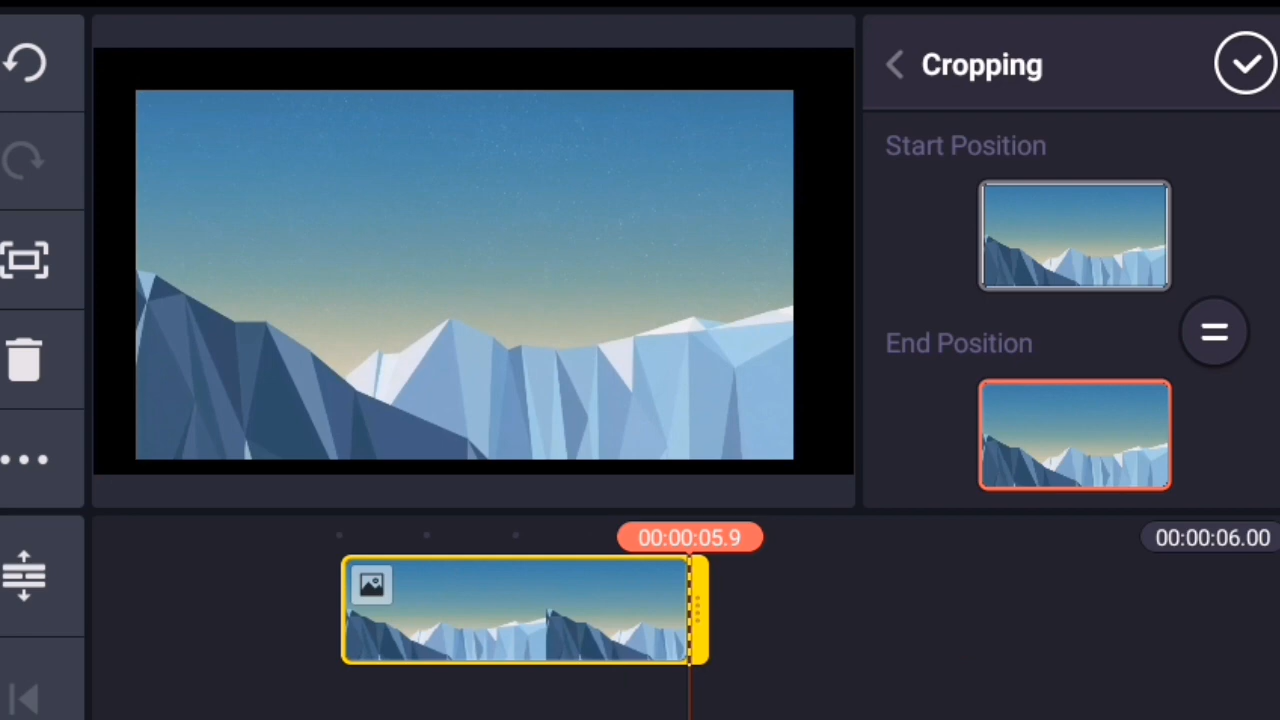 Cropping
Start Position
End Position
00:00:05.9
00:00:06.00